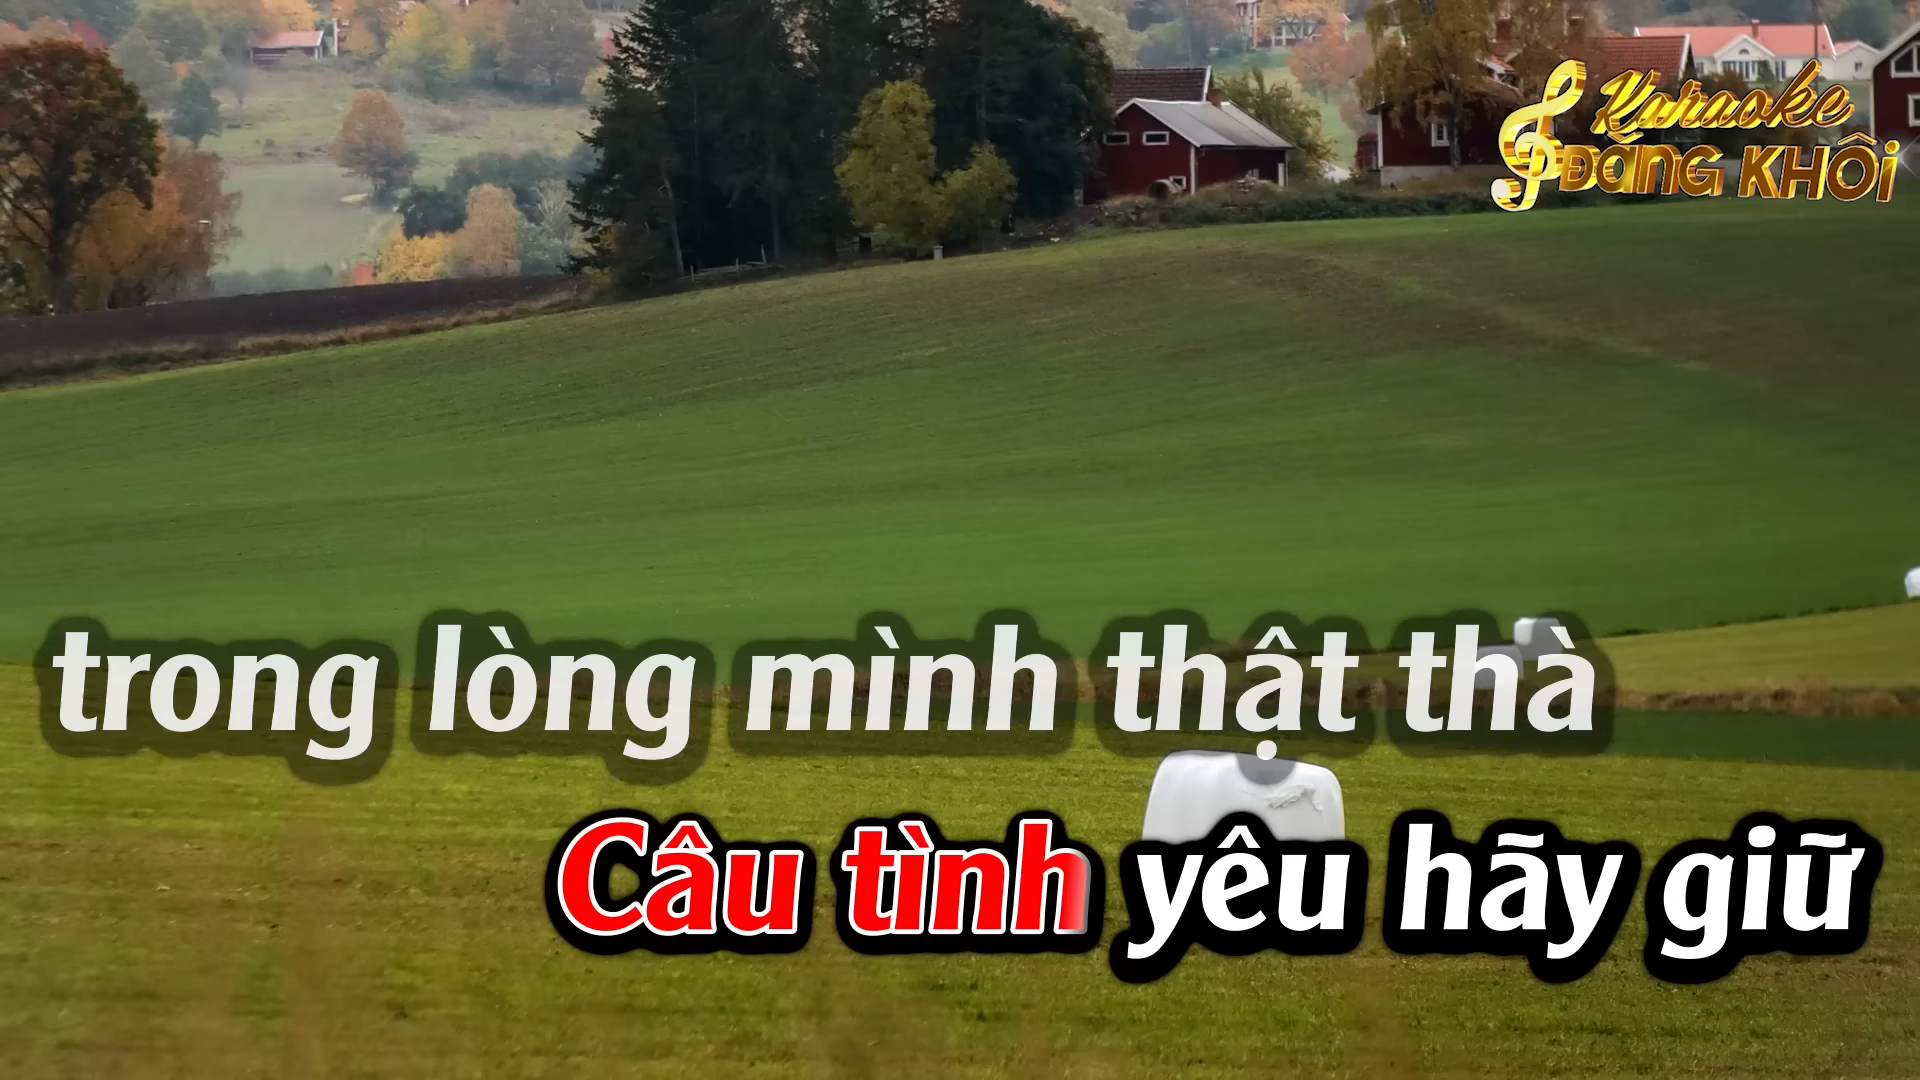 Karaoke
ĐĂNG KHÔI
trong lòng mình thật thà
Câu tình yêu hãy giữ